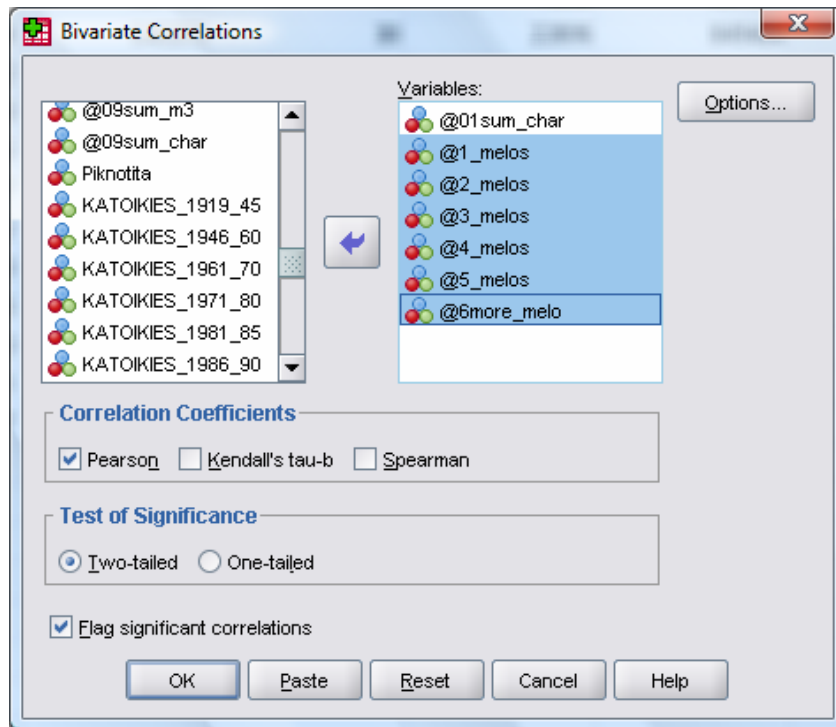 Bivariate Correlations
@09sum_m3
@09sum_char
Piknotita
KATOIKIES_1919_45
KATOIKIES_1946_60
KATOIKIES_1961_70
KATOIKIES_1971_80
KATOIKIES_1981_85
KATOIKIES_1986_90
Variables:
@01sum_char
@1_melos
@2_melos
@3_melos
@4_melos
@5_melos
@6more_melo
Options...
Correlation Coefficients
Pearson Kendall's tau-b Spearman
Test of Significance
Two-tailed One-tailed
Flag significant correlations
OK Paste Reset Cancel Help